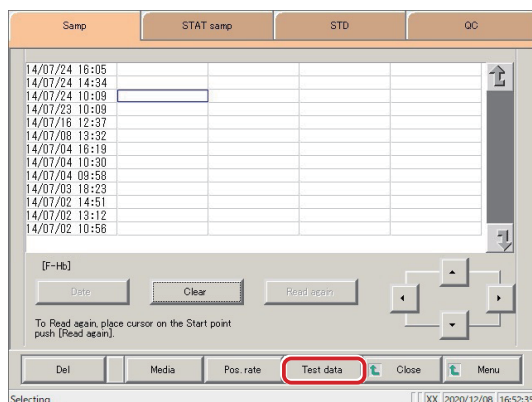 Samp STAT samp STD QC
14/07/24 16:05
14/07/24 14:34
14/07/24 10:09
14/07/23 10:09
14/07/16 12:37
14/07/08 13:32
14/07/04 16:19
14/07/04 10:30
14/07/04 09:58
14/07/03 18:23
14/07/02 14:51
14/07/02 13:12
14/07/02 10:56
[F-Hb]
Date Clear Read again
To Read again, place cursor on the Start point
push [Read again].
Del Media Pos. rate Test data Close Menu
Selecting XX 2020/12/08 16:52:35